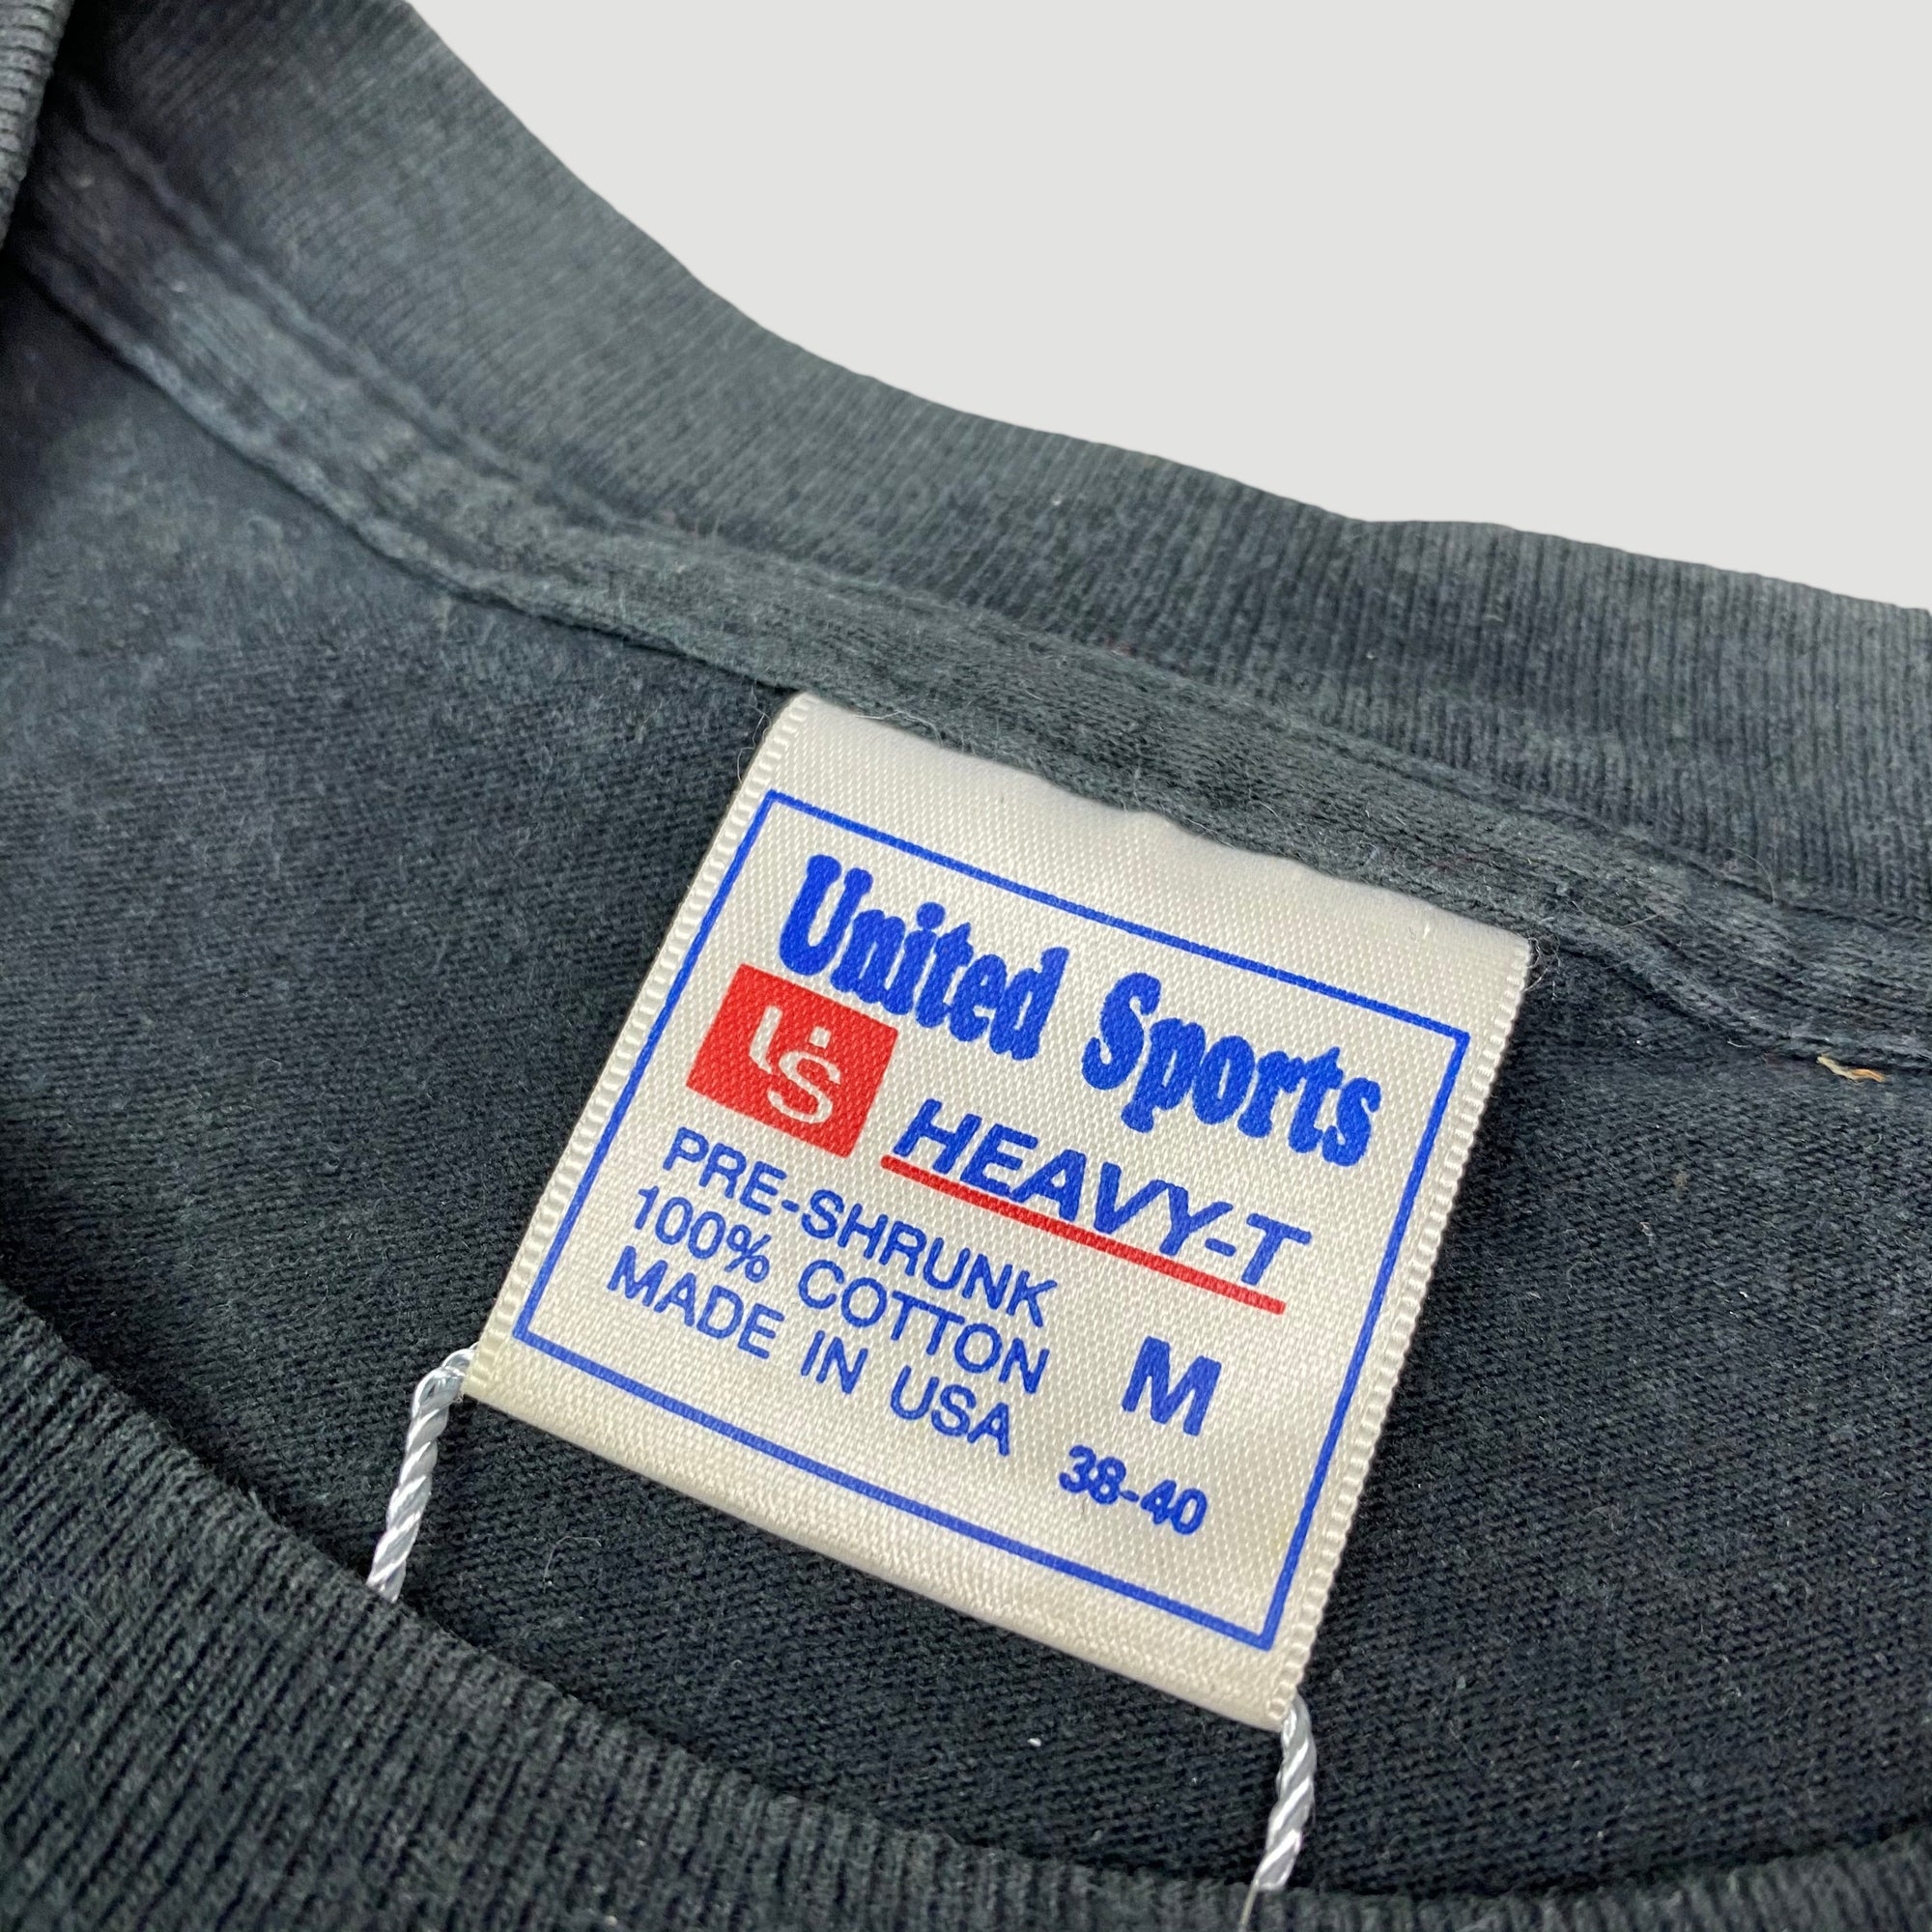 United Sports
US HEAVY-T
PRE-SHRUNK
100% COTTON
MADE IN USA
M
38-40